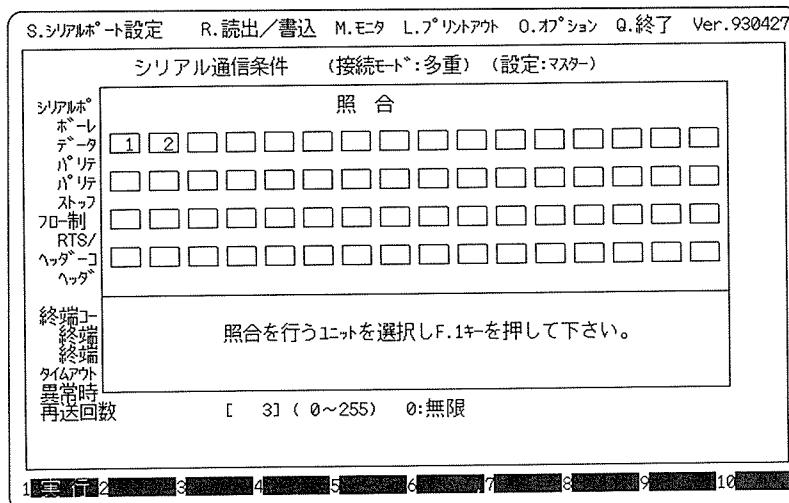 S.シリアルポート設定 R.読出／書込 M.モニタ L.プリントアウト O.オプション Q.終了 Ver.930427
シリアル通信条件 (接続モード:多重) (設定:マスター)
照 合
シリアルポ
ボーレ
データ
パリテ
パリテ
ストッフ
フロー制
RTS/
ヘッダーコ
ヘッダ
1 2
終端コー
終端
終端
タイムアウト
異常時
照合を行うユニットを選択しF.1キーを押して下さい。
再送回数 [ 3] ( 0～255) 0:無限
1 実 行 2 3 4 5 6 7 8 9 10